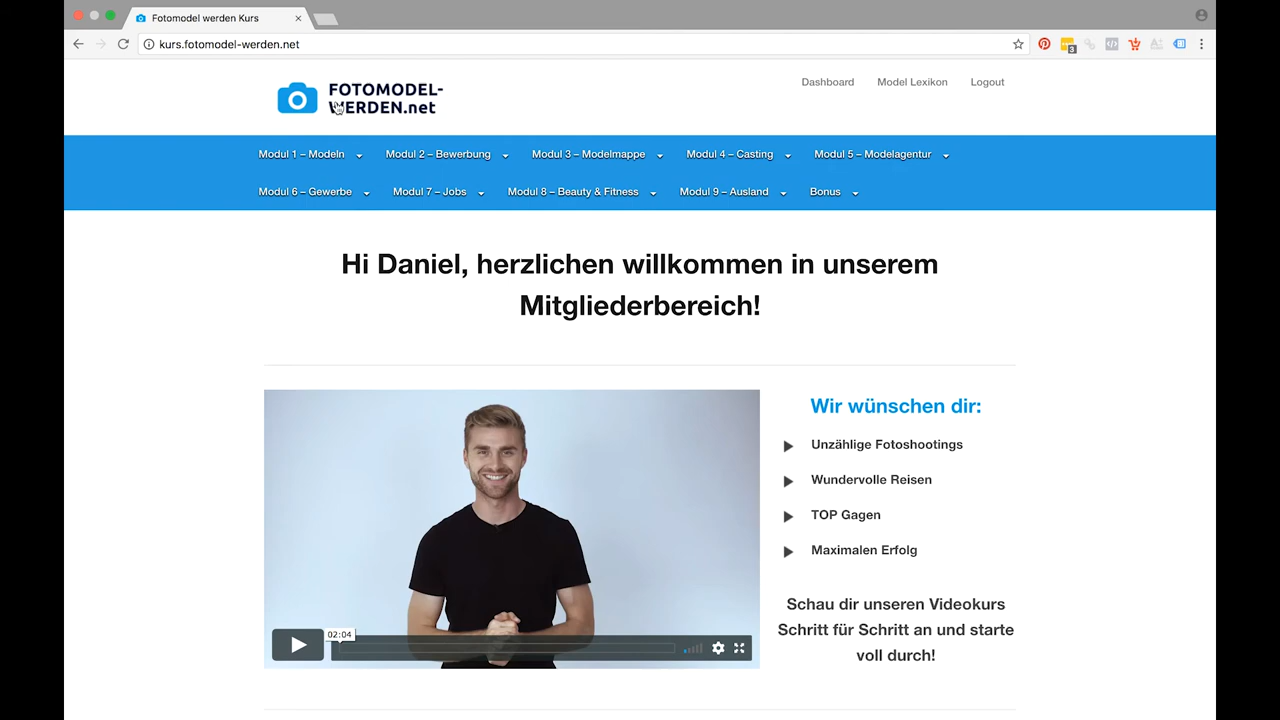 Fotomodel werden Kurs
kurs.fotomodel-werden.net
3
FOTOMODEL-
WERDEN.net
Dashboard Model Lexikon Logout
Modul 1 – Modeln Modul 2 – Bewerbung Modul 3 – Modelmappe Modul 4 – Casting Modul 5 – Modelagentur
Modul 6 – Gewerbe Modul 7 – Jobs Modul 8 – Beauty & Fitness Modul 9 – Ausland Bonus
Hi Daniel, herzlichen willkommen in unserem
Mitgliederbereich!
Wir wünschen dir:
Unzählige Fotoshootings
Wundervolle Reisen
TOP Gagen
Maximalen Erfolg
Schau dir unseren Videokurs
Schritt für Schritt an und starte
voll durch!
02:04